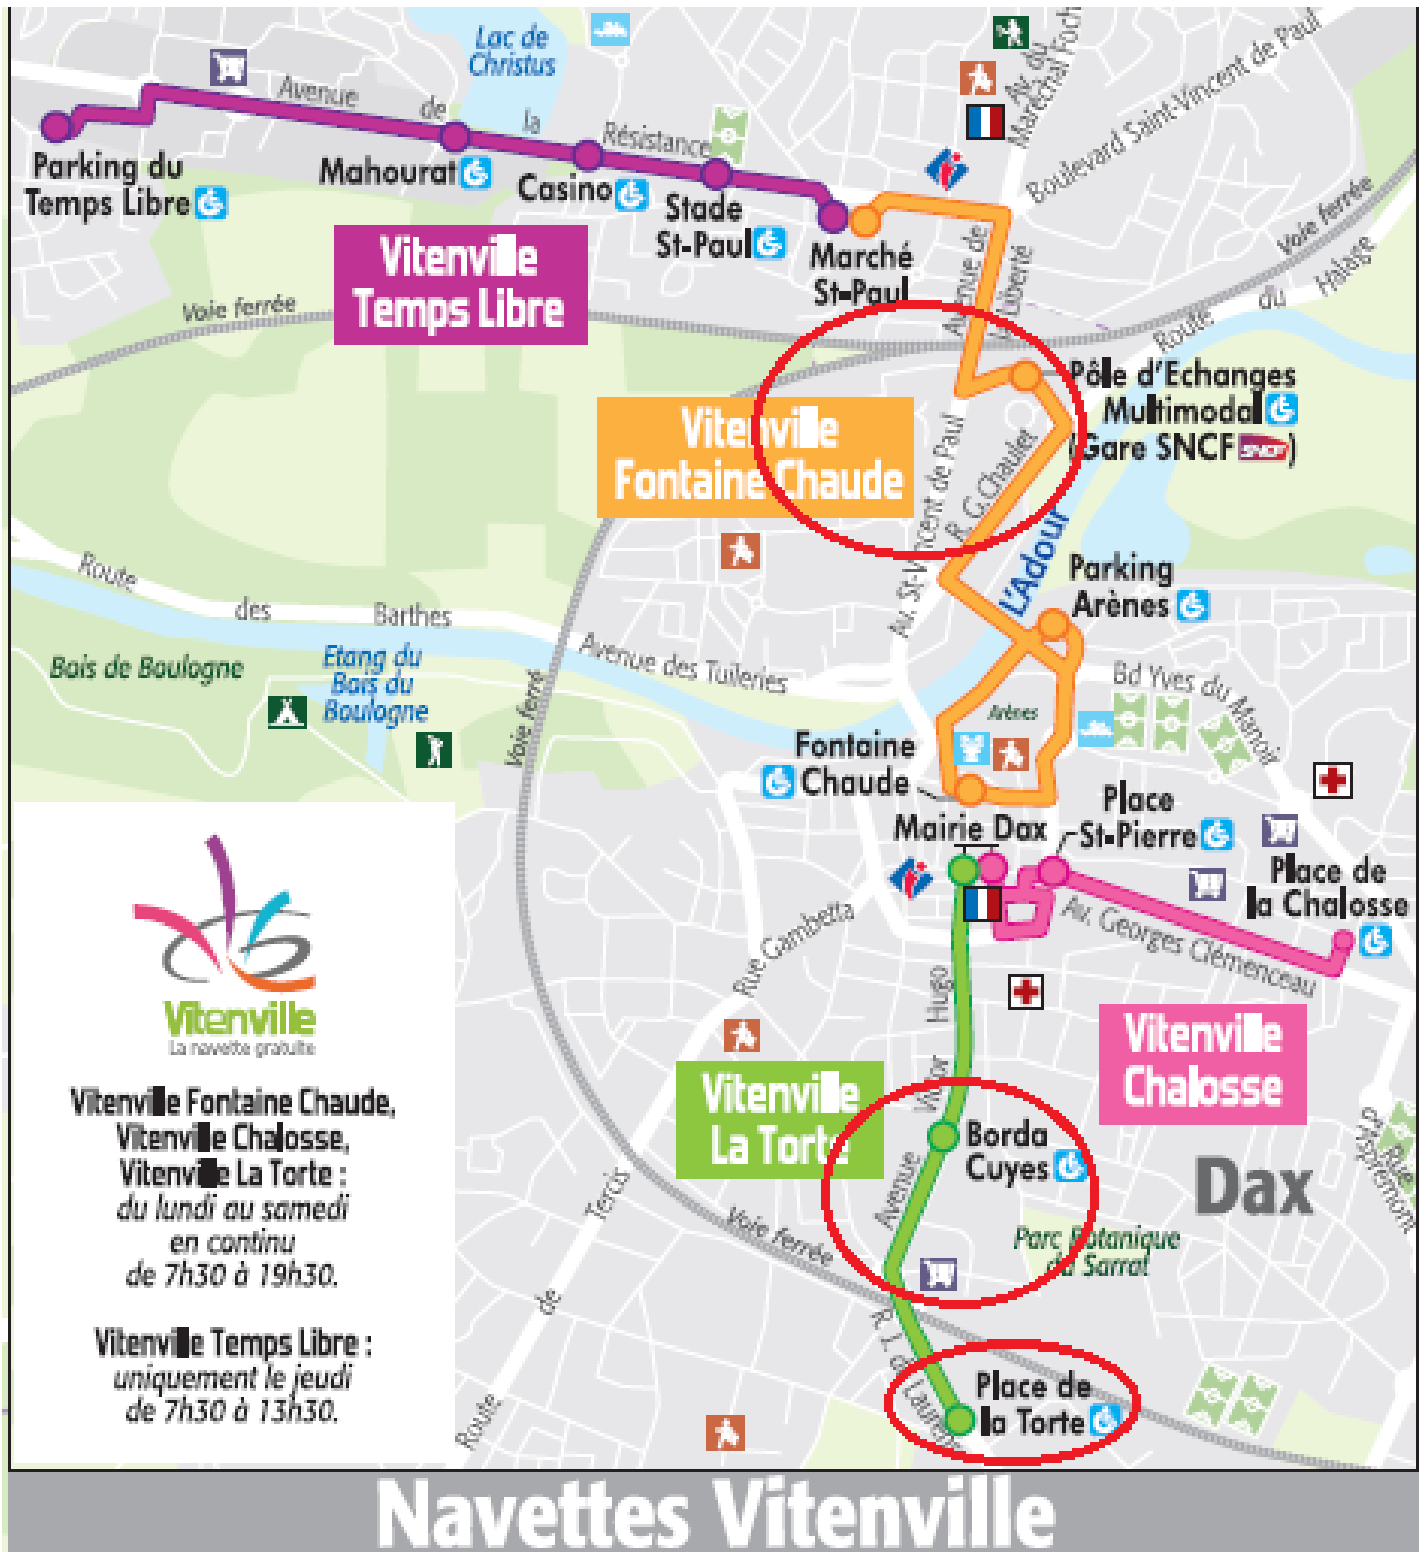 Lac de
Christus
Avenue de la Résistance
Av. du
Maréchal Foch
Boulevard Saint-Vincent de Paul
Parking du
Temps Libre
Mahourat
Casino
Stade
St-Paul
Marché
St-Paul
Vitenville
Temps Libre
Avenue de
la Liberté
Voie ferrée
Voie ferrée
Route du Halage
Pôle d'Echanges
Multimodal
(Gare SNCF SNCF)
Vitenville
Fontaine Chaude
Av. St-Vincent de Paul
R. G. Chaulet
L'Adour
Parking
Arènes
Route des Barthes
Avenue des Tuileries
Bois de Boulogne
Etang du
Bois du
Boulogne
Voie ferré
Bd Yves du Manoir
Arènes
Fontaine
Chaude
Mairie Dax
Place
St-Pierre
Place de
la Chalosse
Av. Georges Clémenceau
Rue Gambetta
Avenue Victor Hugo
Vitenville
Chalosse
Vitenville
La Torte
Borda
Cuyes
Dax
Rue
d'Aspremont
Parc Botanique
du Sarrat
Voie ferrée
Route de Tercis
R. J. de Laurens
Place de
la Torte
Vitenville
La navette gratuite
Vitenville Fontaine Chaude,
Vitenville Chalosse,
Vitenville La Torte :
du lundi au samedi
en continu
de 7h30 à 19h30.
Vitenville Temps Libre :
uniquement le jeudi
de 7h30 à 13h30.
Navettes Vitenville